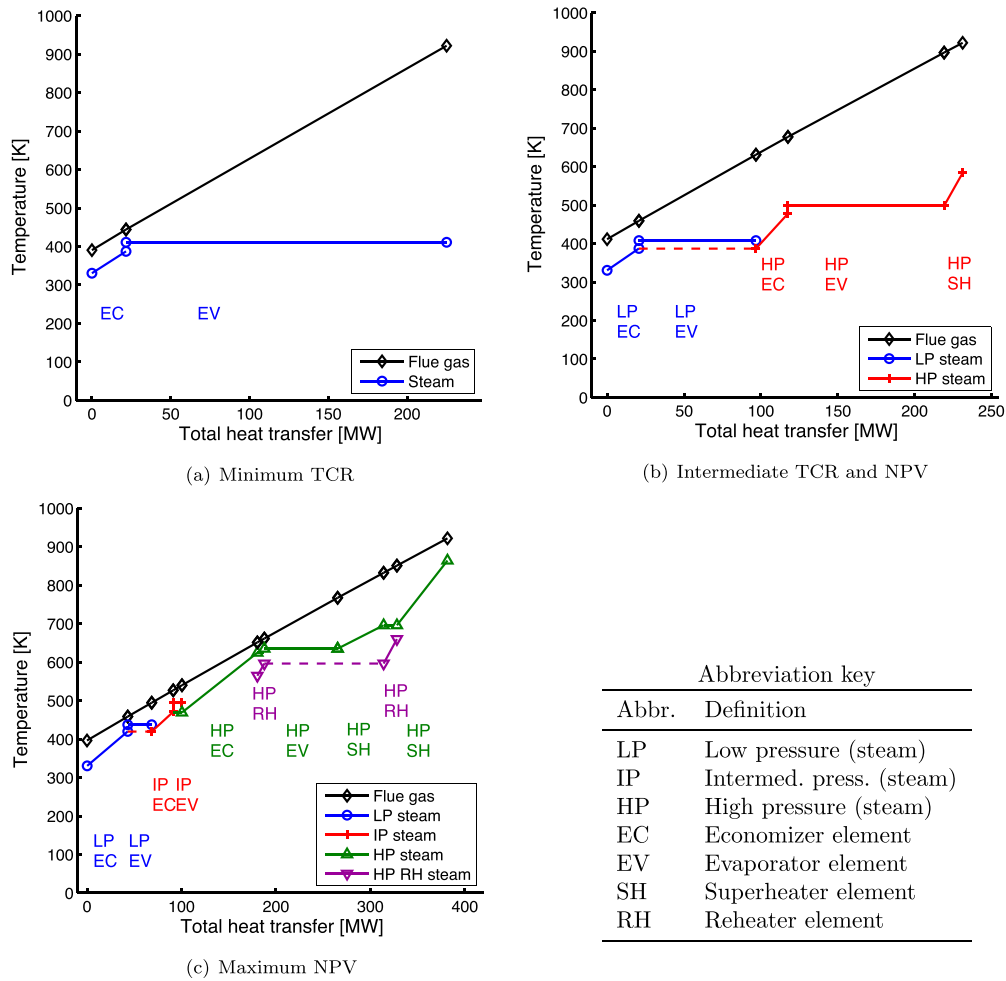 1000
900
800
700
600
500
400
300
200
100
0
Temperature [K]
EC EV
Flue gas
Steam
0 50 100 150 200
Total heat transfer [MW]
(a) Minimum TCR
1000
900
800
700
600
500
400
300
200
100
0
Temperature [K]
HP HP HP
EC EV SH
LP LP
EC EV
Flue gas
LP steam
HP steam
0 50 100 150 200 250
Total heat transfer [MW]
(b) Intermediate TCR and NPV
1000
900
800
700
600
500
400
300
200
100
0
Temperature [K]
HP HP
RH RH
HP HP HP HP
EC EV SH SH
IP IP
EC EV
LP LP
EC EV
Flue gas
LP steam
IP steam
HP steam
HP RH steam
0 100 200 300 400
Total heat transfer [MW]
(c) Maximum NPV
Abbreviation key
Abbr. Definition
LP Low pressure (steam)
IP Intermed. press. (steam)
HP High pressure (steam)
EC Economizer element
EV Evaporator element
SH Superheater element
RH Reheater element